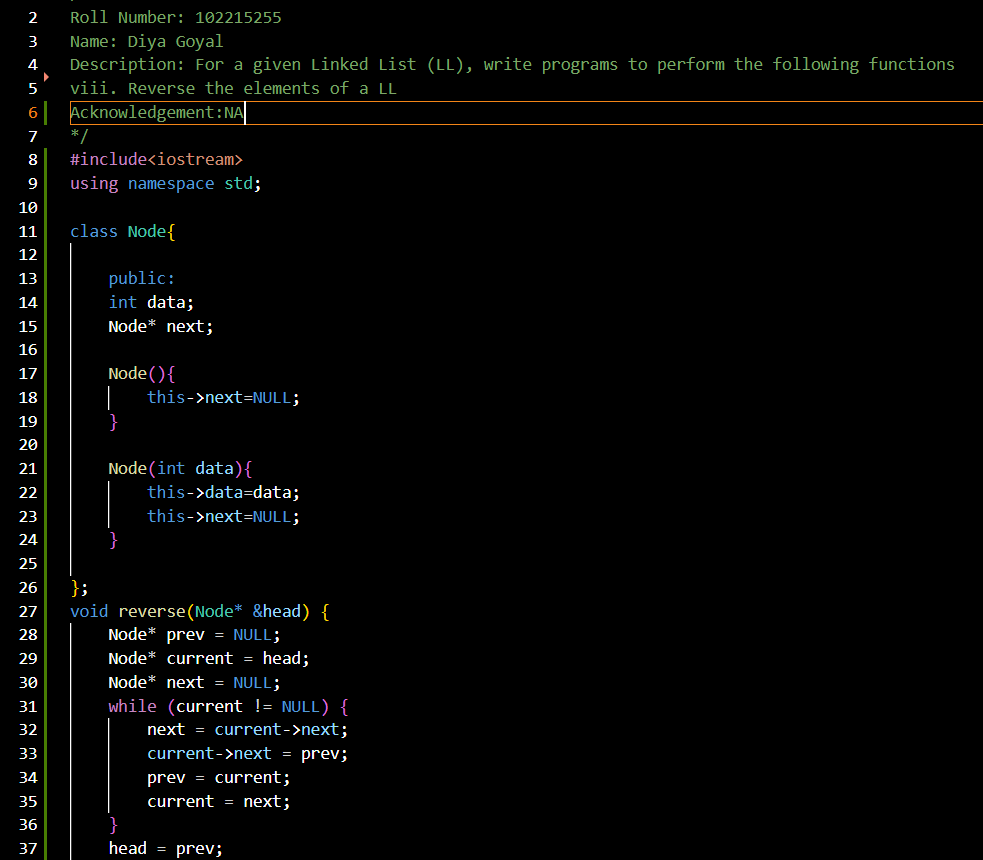 2 Roll Number: 102215255
3 Name: Diya Goyal
4 Description: For a given Linked List (LL), write programs to perform the following functions
5 viii. Reverse the elements of a LL
6 Acknowledgement:NA
7 */
8 #include<iostream>
9 using namespace std;
10
11 class Node{
12
13     public:
14     int data;
15     Node* next;
16
17     Node(){
18         this->next=NULL;
19     }
20
21     Node(int data){
22         this->data=data;
23         this->next=NULL;
24     }
25
26 };
27 void reverse(Node* &head) {
28     Node* prev = NULL;
29     Node* current = head;
30     Node* next = NULL;
31     while (current != NULL) {
32         next = current->next;
33         current->next = prev;
34         prev = current;
35         current = next;
36     }
37     head = prev;